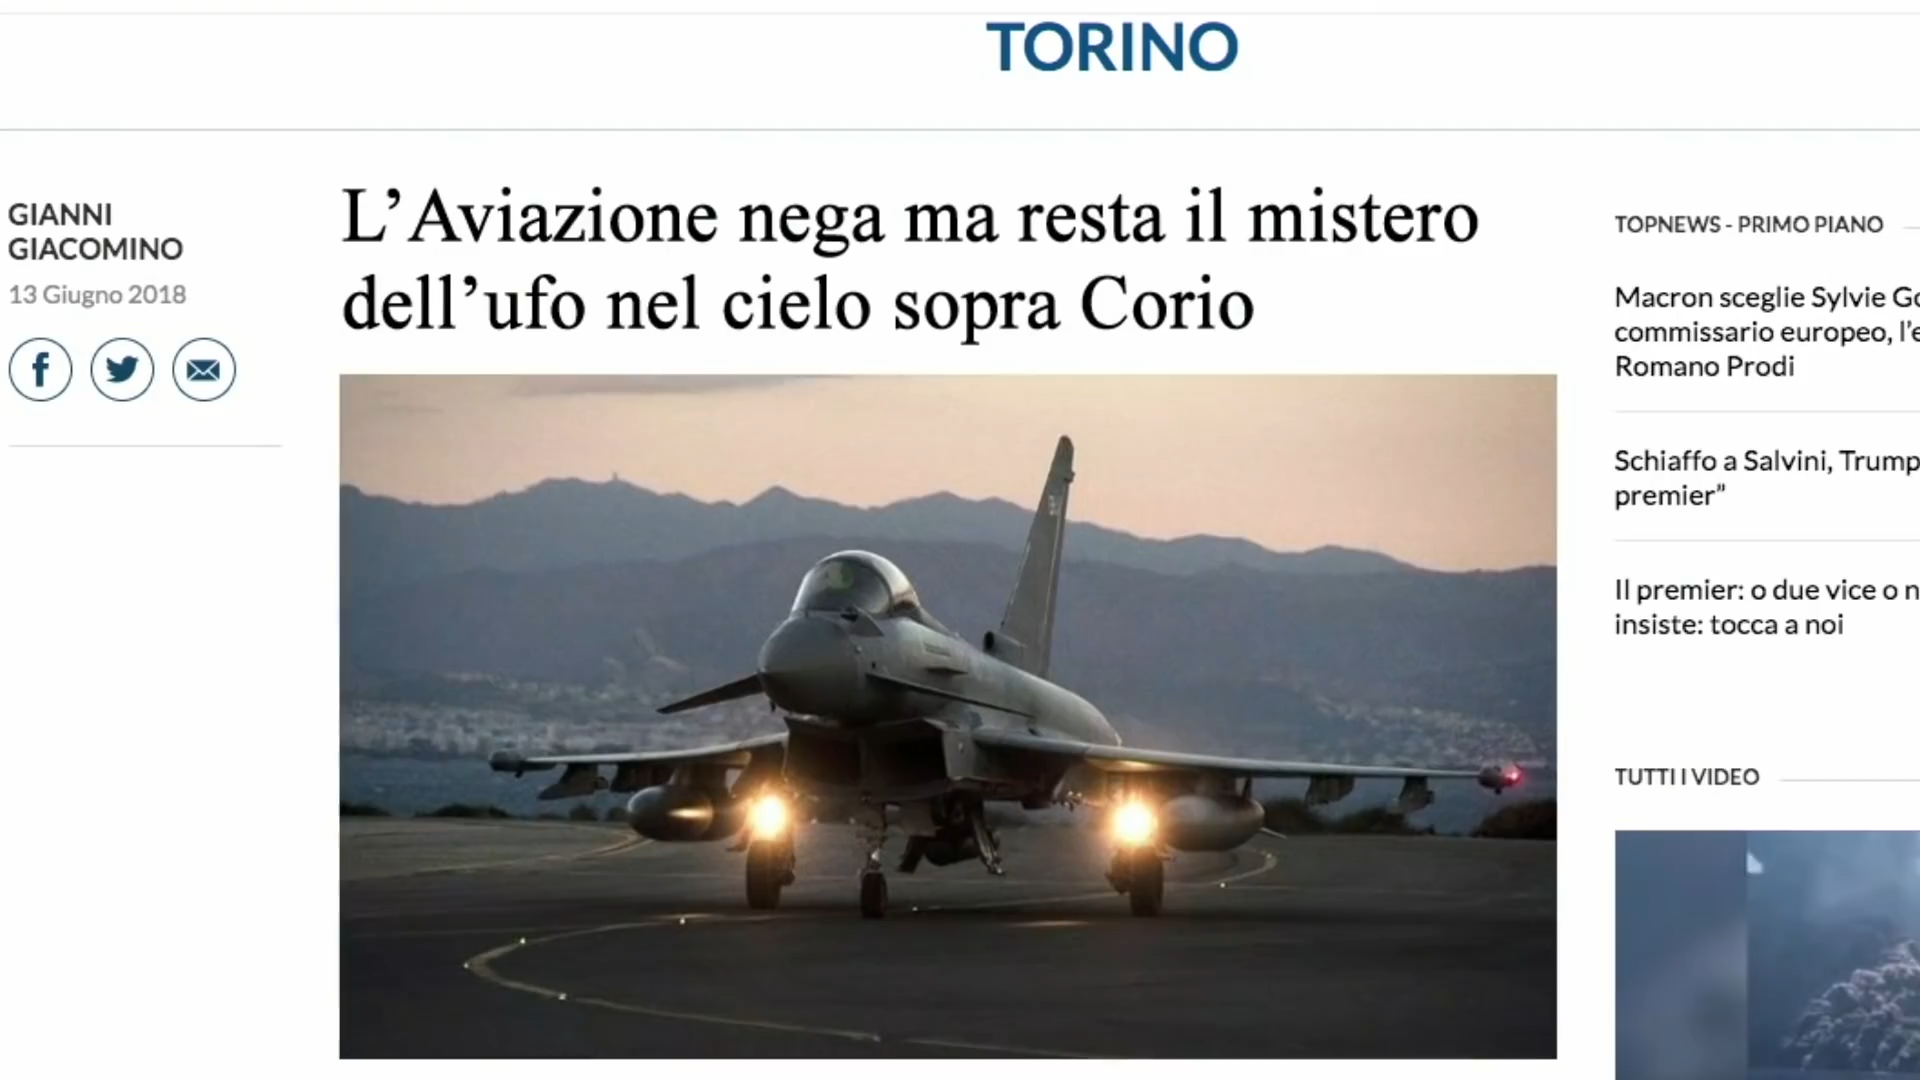 TORINO
GIANNI
GIACOMINO
13 Giugno 2018
L’Aviazione nega ma resta il mistero
dell’ufo nel cielo sopra Corio
TOPNEWS - PRIMO PIANO
Macron sceglie Sylvie
commissario europeo,
Romano Prodi
Schiaffo a Salvini, Trump
premier”
Il premier: o due vice o
insiste: tocca a noi
TUTTI I VIDEO